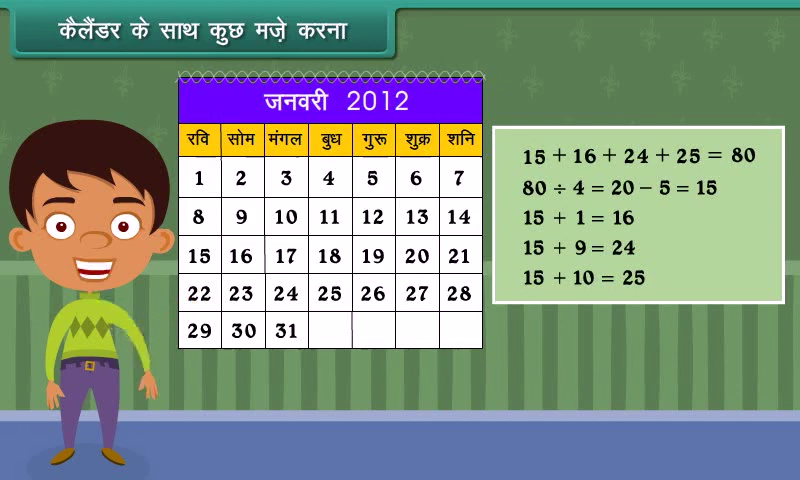 कैलैंडर के साथ कुछ मज़े करना
जनवरी 2012
रवि सोम मंगल बुध गुरू शुक्र शनि
1 2 3 4 5 6 7
8 9 10 11 12 13 14
15 16 17 18 19 20 21
22 23 24 25 26 27 28
29 30 31
15 + 16 + 24 + 25 = 80
80 ÷ 4 = 20 − 5 = 15
15 + 1 = 16
15 + 9 = 24
15 + 10 = 25